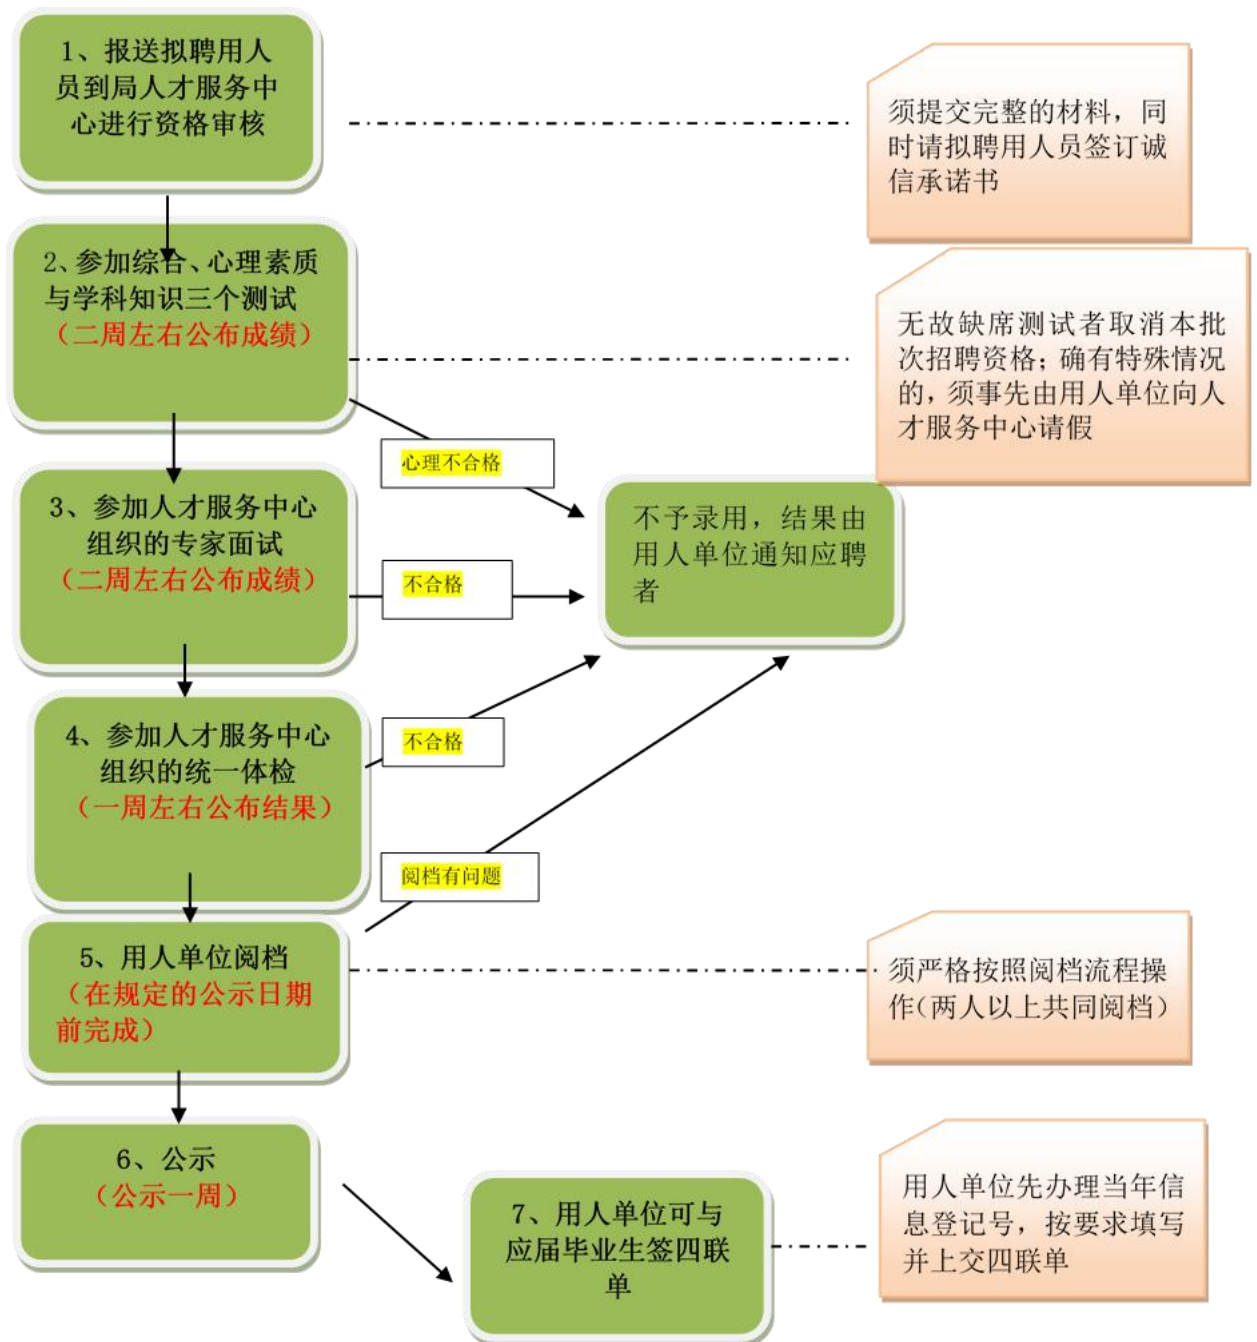 1、报送拟聘用人
员到局人才服务中
心进行资格审核
须提交完整的材料，同
时请拟聘用人员签订诚
信承诺书
2、参加综合、心理素质
与学科知识三个测试
（二周左右公布成绩）
无故缺席测试者取消本批
次招聘资格；确有特殊情况
的，须事先由用人单位向人
才服务中心请假
心理不合格
3、参加人才服务中心
组织的专家面试
（二周左右公布成绩）
不合格
不予录用，结果由
用人单位通知应聘
者
4、参加人才服务中心
组织的统一体检
（一周左右公布结果）
不合格
阅档有问题
5、用人单位阅档
（在规定的公示日期
前完成）
须严格按照阅档流程操
作（两人以上共同阅档）
6、公示
（公示一周）
7、用人单位可与
应届毕业生签四联
单
用人单位先办理当年信
息登记号，按要求填写
并上交四联单